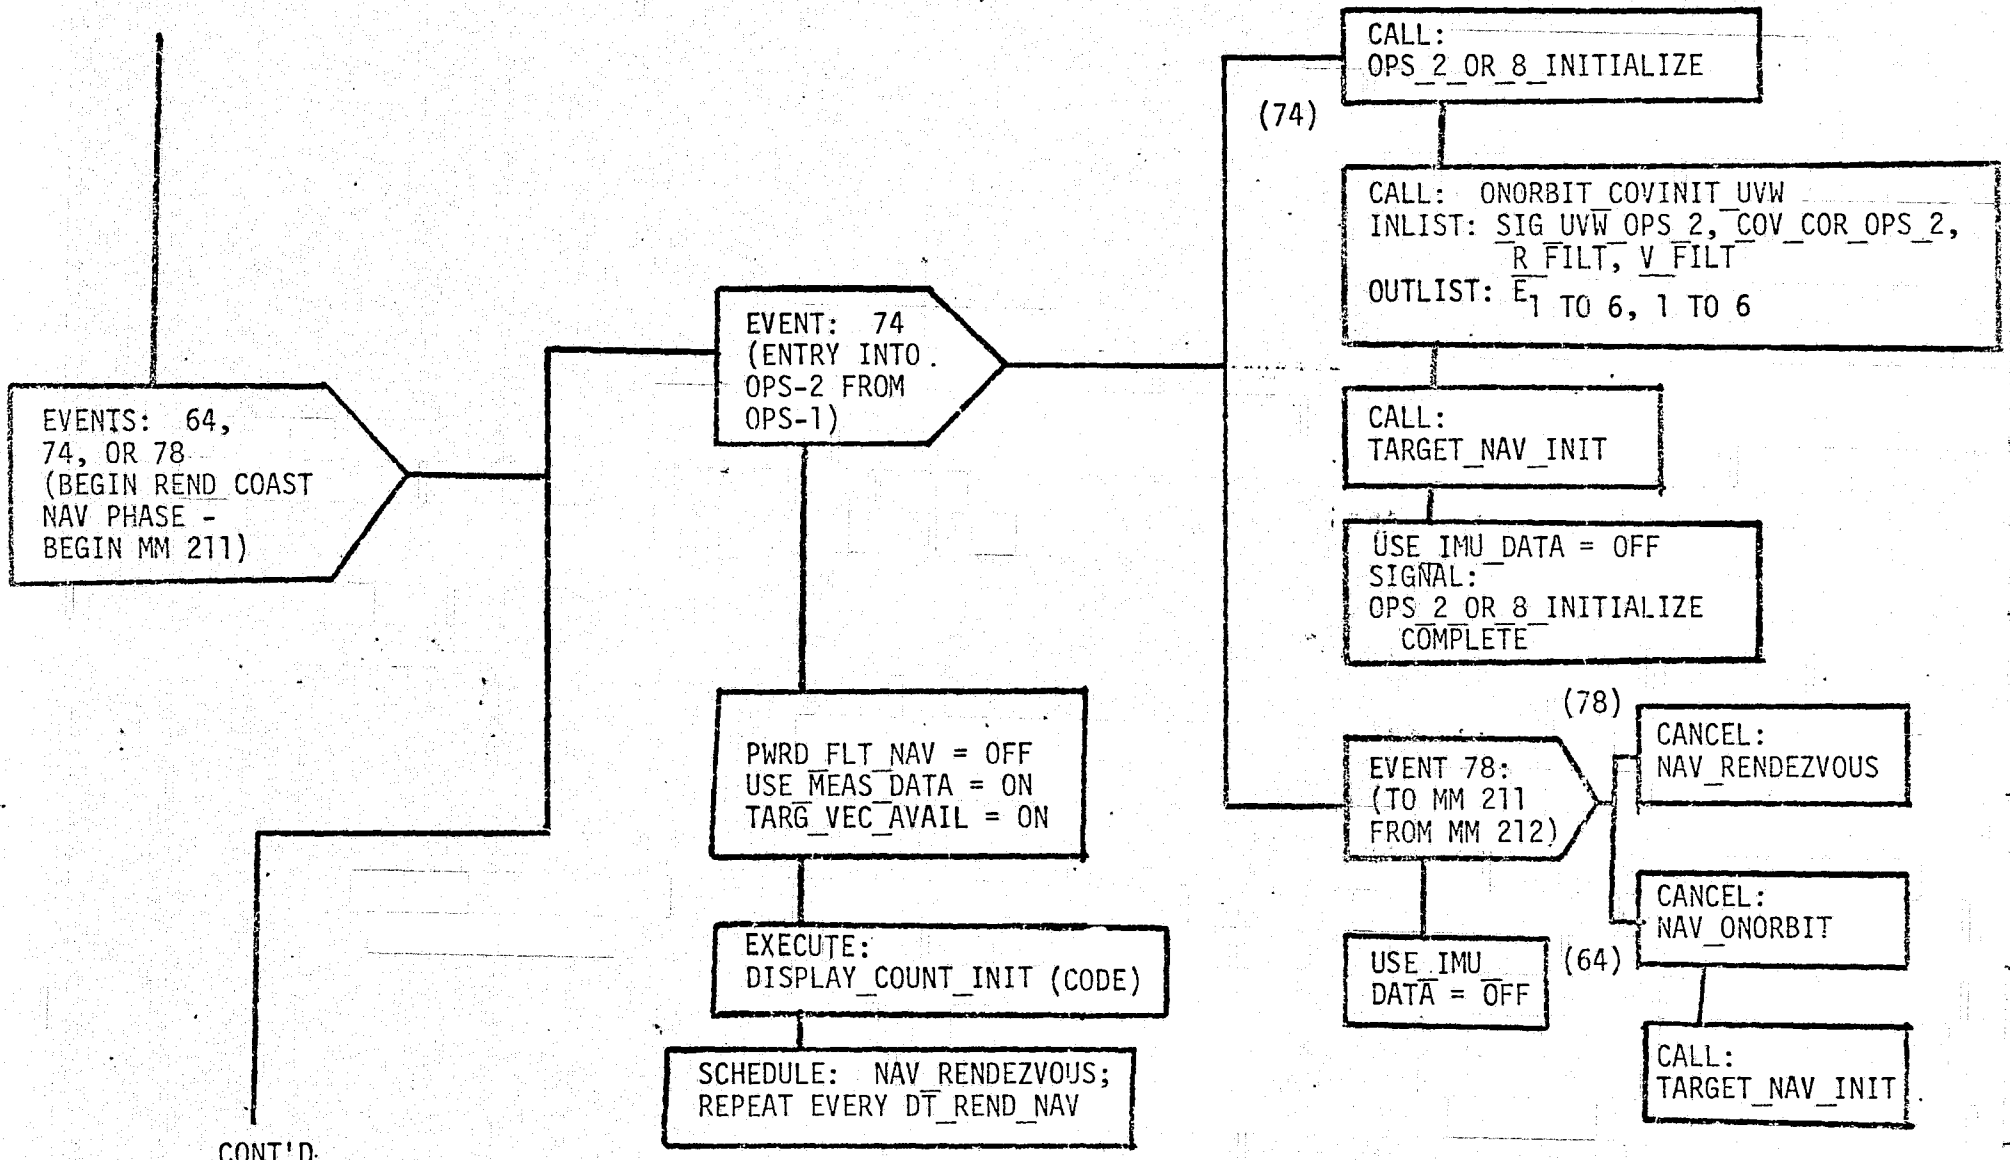 EVENTS: 64,
74, OR 78
(BEGIN REND_COAST
NAV PHASE -
BEGIN MM 211)
CONT'D.
EVENT: 74
(ENTRY INTO
OPS-2 FROM
OPS-1)
PWRD_FLT_NAV = OFF
USE_MEAS_DATA = ON
TARG_VEC_AVAIL = ON
EXECUTE:
DISPLAY_COUNT_INIT (CODE)
SCHEDULE: NAV_RENDEZVOUS;
REPEAT EVERY DT_REND_NAV
(74)
CALL:
OPS_2_OR_8_INITIALIZE
CALL: ONORBIT_COVINIT_UVW
INLIST: SIG_UVW_OPS_2, COV_COR_OPS_2,
R_FILT, V_FILT
OUTLIST: E1 TO 6, 1 TO 6
CALL:
TARGET_NAV_INIT
USE_IMU_DATA = OFF
SIGNAL:
OPS_2_OR_8_INITIALIZE
COMPLETE
EVENT 78:
(TO MM 211
FROM MM 212)
USE_IMU_
DATA = OFF
(78)
CANCEL:
NAV_RENDEZVOUS
(64)
CANCEL:
NAV_ONORBIT
CALL:
TARGET_NAV_INIT